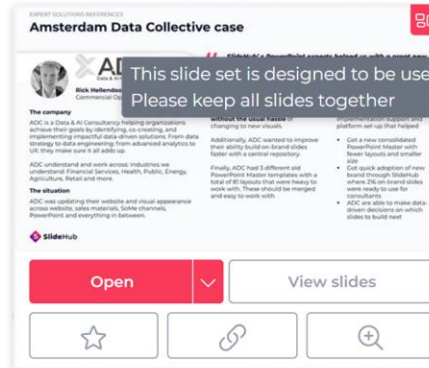 EXPERT SOLUTIONS REFERENCES
Amsterdam Data Collective case
This slide set is designed to be use
Please keep all slides together
Rick Hellendou
Commercial Op
The company
ADC is a Data & AI Consultancy helping organizations
achieve their goals by identifying, co-creating, and
implementing impactful data-driven solutions. From data
strategy to data engineering, from advanced analytics to
UX: they make sure it all adds up.
ADC understand and work across: Industries we
understand: Financial Services, Health, Public, Energy,
Agriculture, Retail and more.
The situation
ADC was updating their website and visual appearance
across website, sales materials, SoMe channels,
PowerPoint and everything in between.
without the usual hassle of
changing to new visuals.
Additionally, ADC wanted to improve
their ability build on-brand slides
faster with a central repository.
Finally, ADC had 3 different old
PowerPoint Master templates with a
total of 81 layouts that were heavy to
work with. These should be merged
and easy to work with.
implementation support and
platform set-up that helped
• Get a new consolidated
PowerPoint Master with
fewer layouts and smaller
size
• Get quick adoption of new
brand through SlideHub
where 216 on-brand slides
were ready to use for
consultants
• ADC are able to make data-
driven decisions on which
slides to build next
SlideHub
Open
View slides